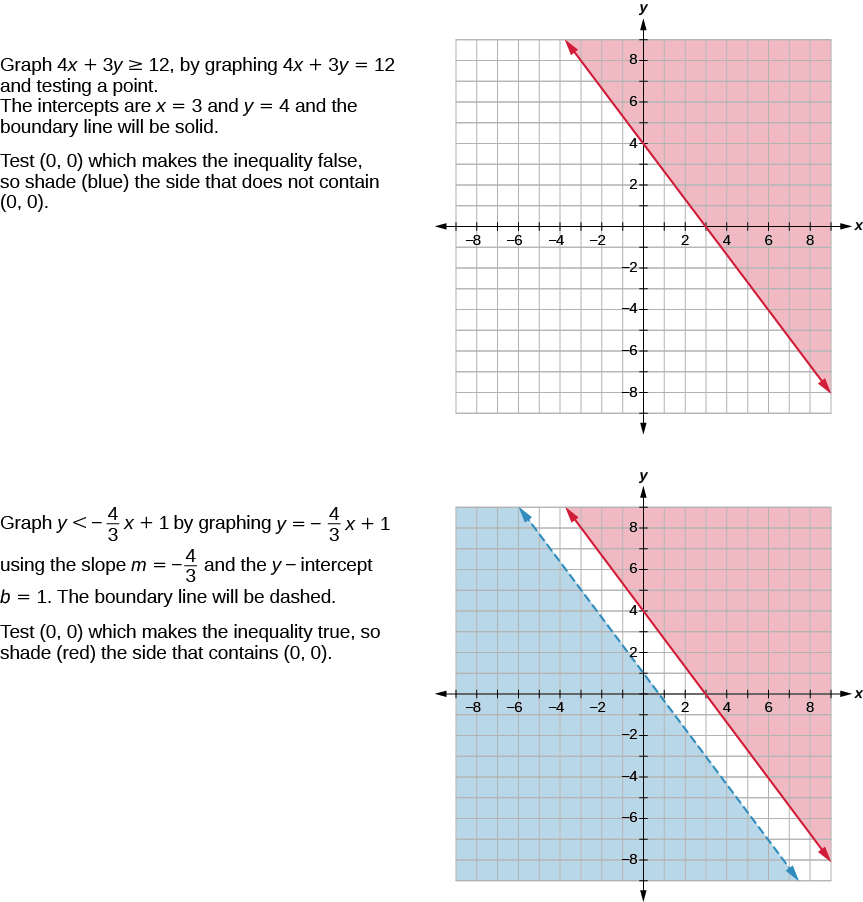 Graph 4x + 3y ≥ 12, by graphing 4x + 3y = 12
and testing a point.
The intercepts are x = 3 and y = 4 and the
boundary line will be solid.
Test (0, 0) which makes the inequality false,
so shade (blue) the side that does not contain
(0, 0).
y
8
6
4
2
−8 −6 −4 −2 2 4 6 8 x
−2
−4
−6
−8
Graph y < −4/3 x + 1 by graphing y = − 4/3 x + 1
using the slope m = −4/3 and the y − intercept
b = 1. The boundary line will be dashed.
Test (0, 0) which makes the inequality true, so
shade (red) the side that contains (0, 0).
y
8
6
4
2
−8 −6 −4 −2 2 4 6 8 x
−2
−4
−6
−8